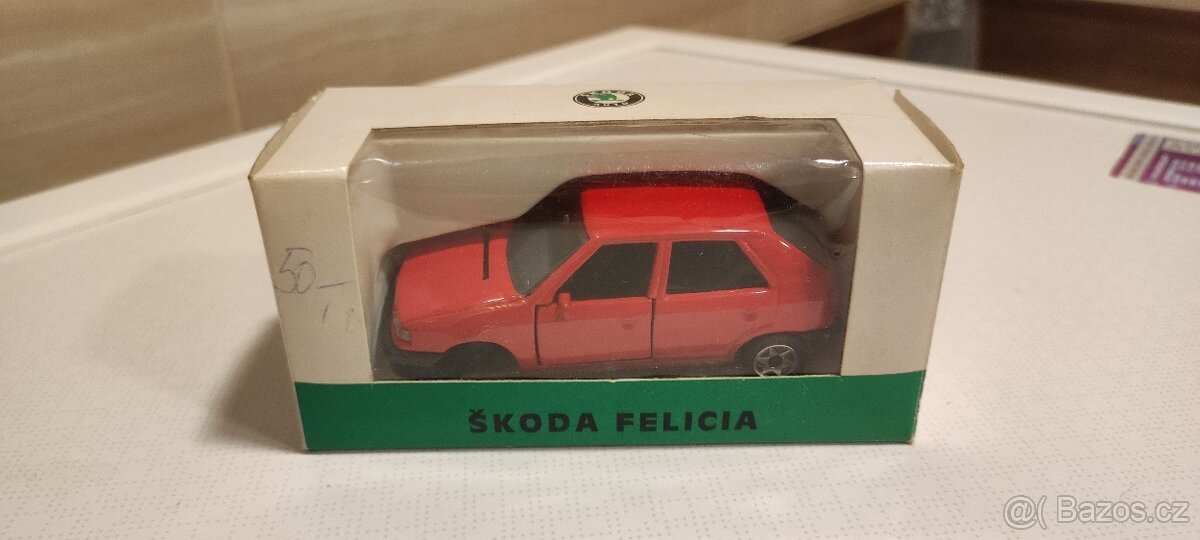 50,-
ŠKODA FELICIA
@( Bazos.cz